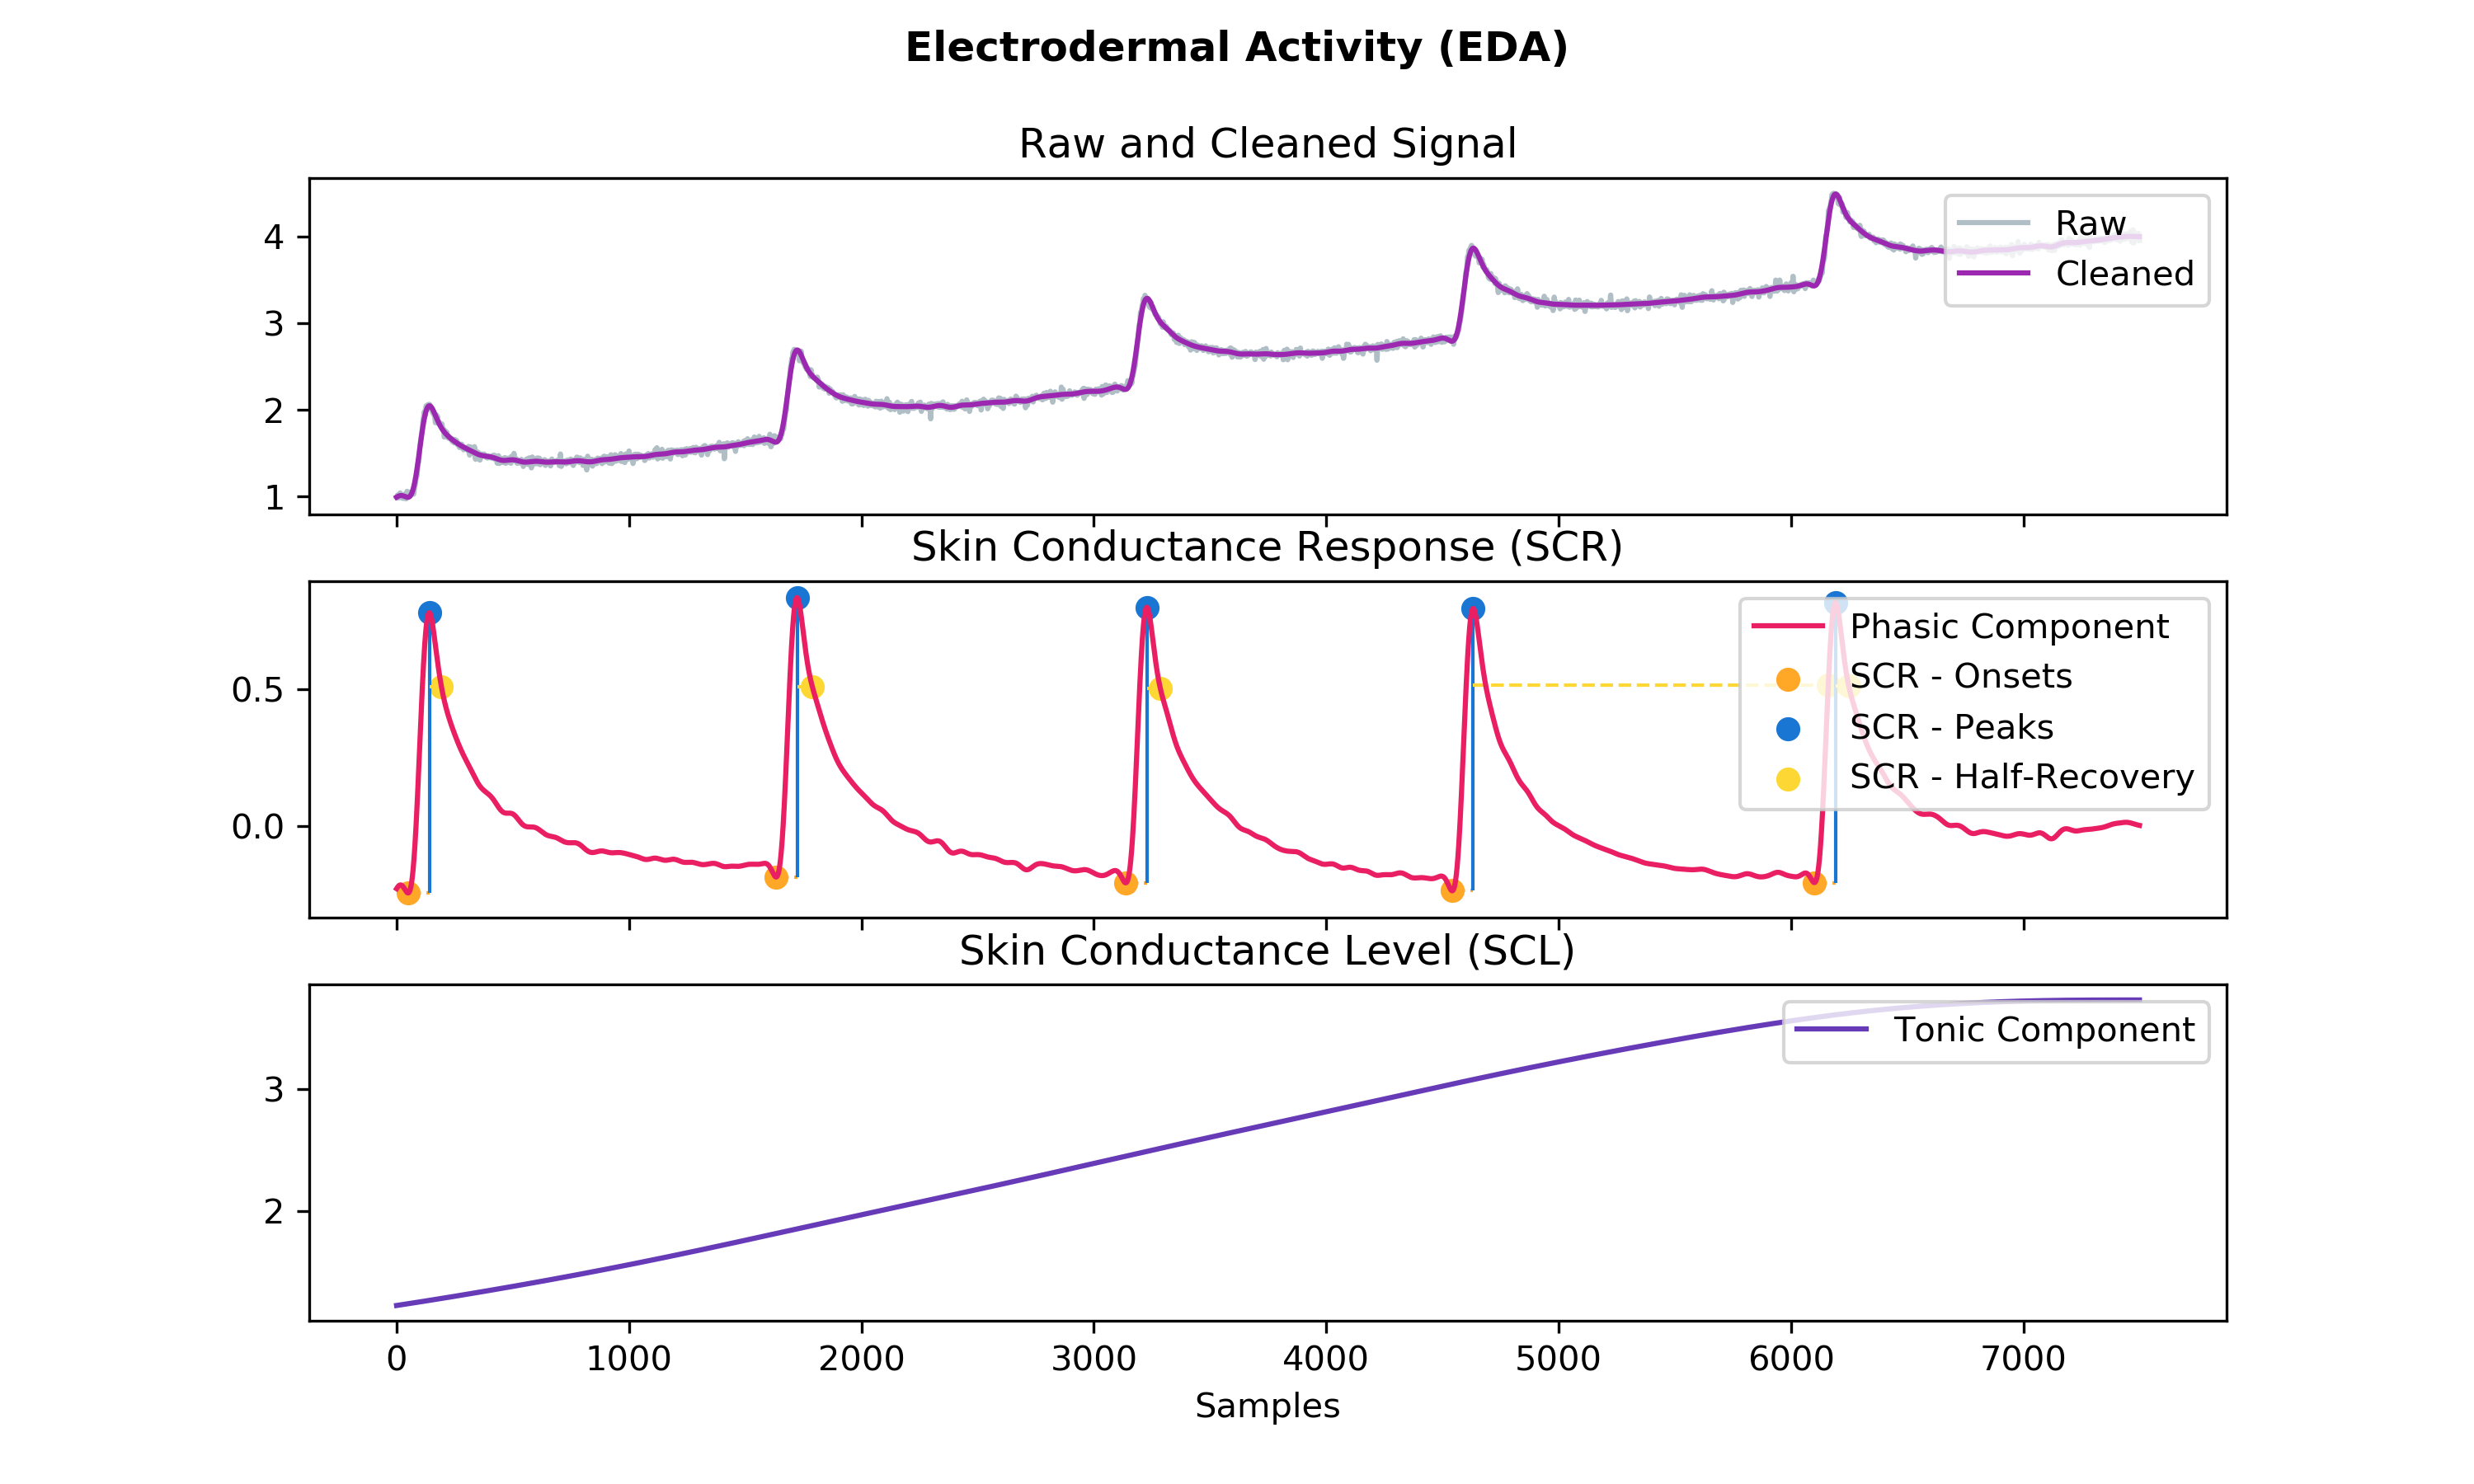 Electrodermal Activity (EDA)
Raw and Cleaned Signal
4
3
2
1
Raw
Cleaned
Skin Conductance Response (SCR)
0.5
0.0
Phasic Component
SCR - Onsets
SCR - Peaks
SCR - Half-Recovery
Skin Conductance Level (SCL)
3
2
Tonic Component
0 1000 2000 3000 4000 5000 6000 7000
Samples